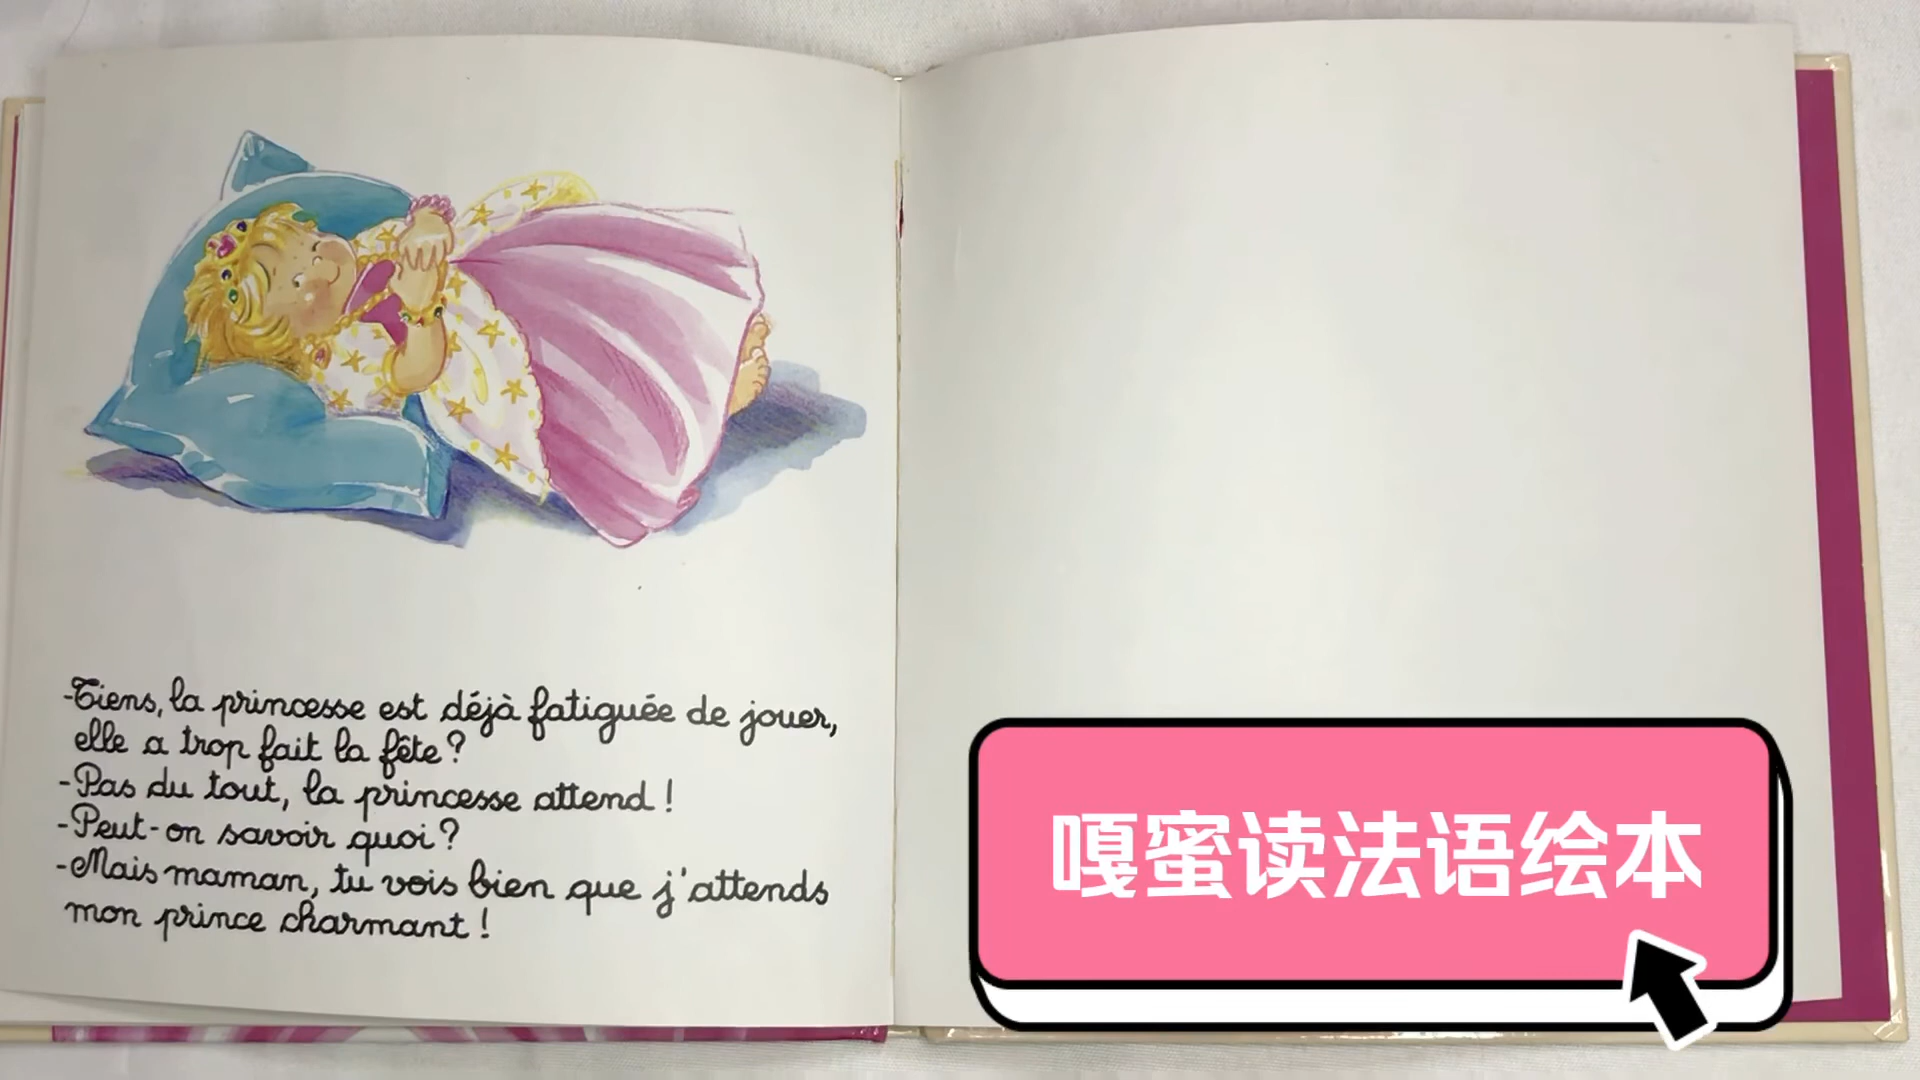 -Tiens, la princesse est déjà fatiguée de jouer,
elle a trop fait la fête ?
-Pas du tout, la princesse attend !
-Peut-on savoir quoi ?
-Mais maman, tu vois bien que j'attends
mon prince charmant !
嘎蜜读法语绘本